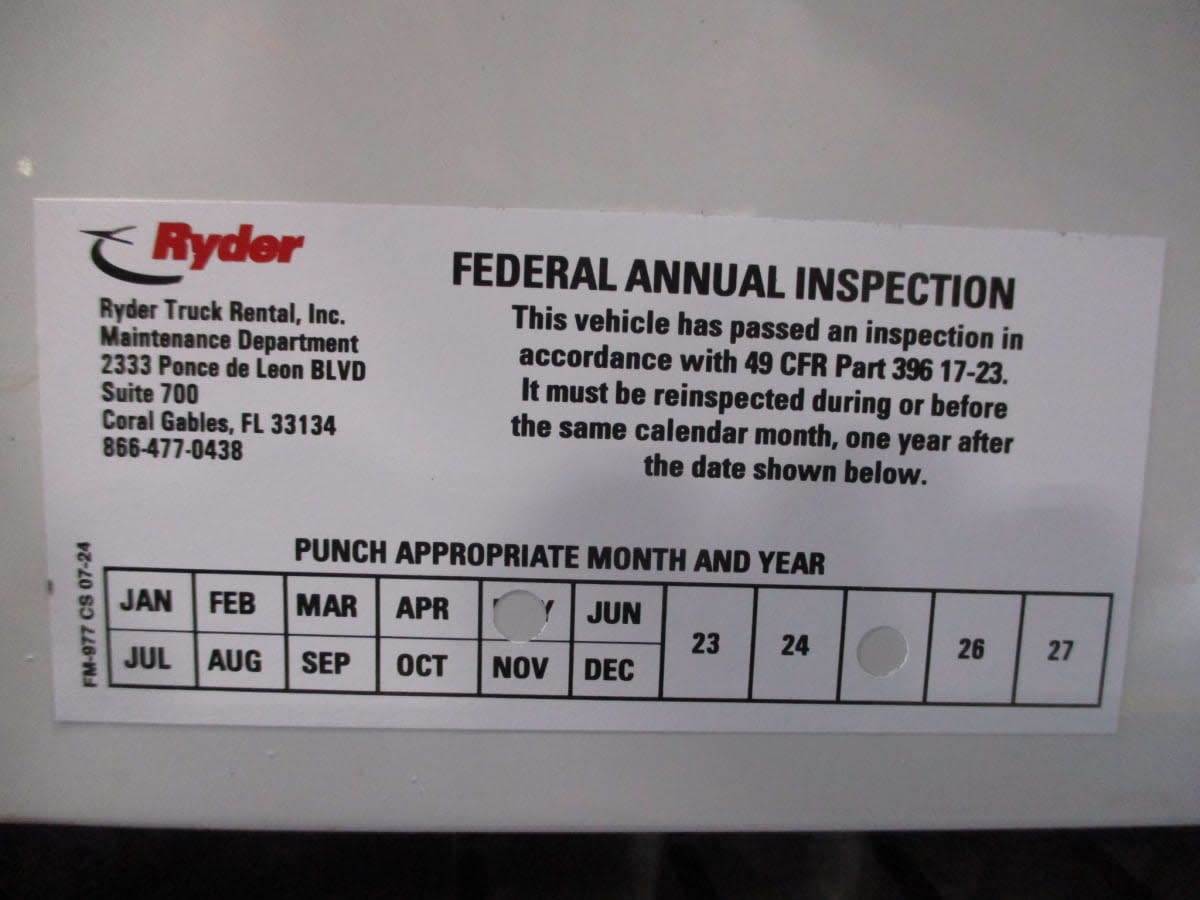 Ryder
Ryder Truck Rental, Inc.
Maintenance Department
2333 Ponce de Leon BLVD
Suite 700
Coral Gables, FL 33134
866-477-0438
FEDERAL ANNUAL INSPECTION
This vehicle has passed an inspection in
accordance with 49 CFR Part 396 17-23.
It must be reinspected during or before
the same calendar month, one year after
the date shown below.
PUNCH APPROPRIATE MONTH AND YEAR
JAN FEB MAR APR JUN
JUL AUG SEP OCT NOV DEC
23 24 26 27
FM-977 CS 07-24